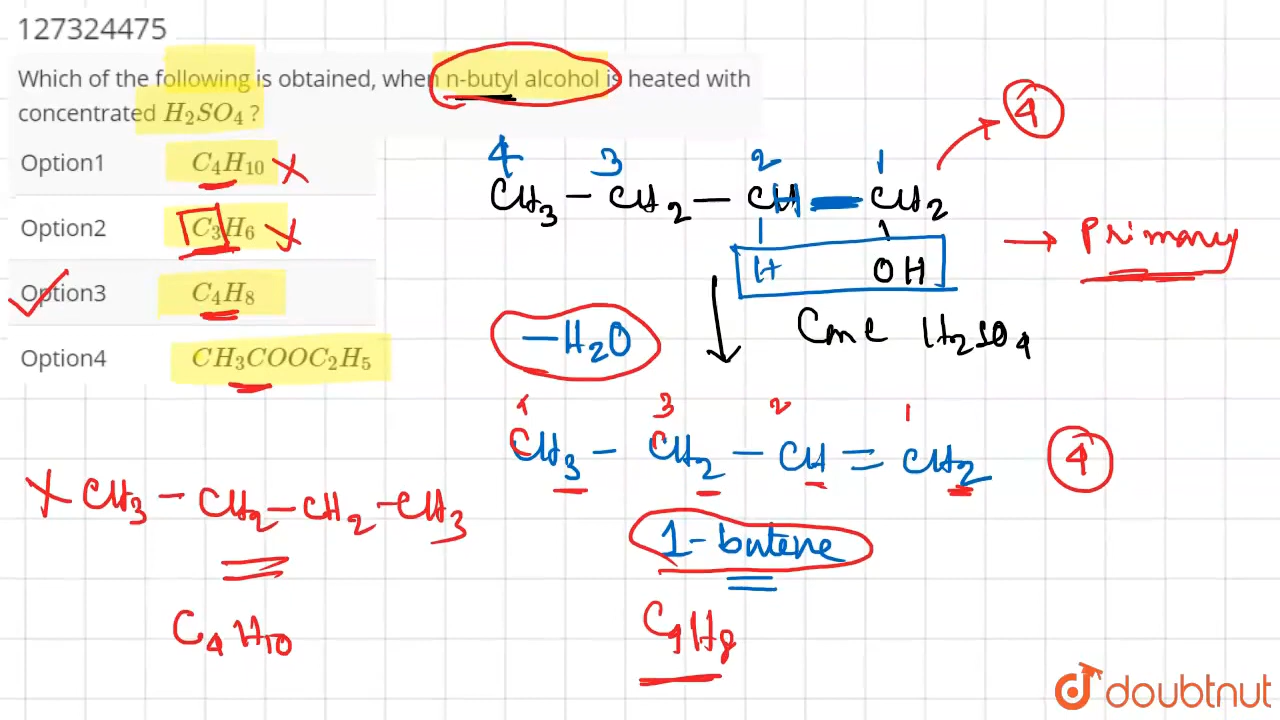 127324475
Which of the following is obtained, when n-butyl alcohol is heated with
concentrated H₂SO₄ ?
Option1 C₄H₁₀ X
Option2 C₃H₆ X
Option3 C₄H₈
Option4 CH₃COOC₂H₅
4
4 3 2 1
CH₃ — CH₂ — CH — CH₂
H OH
→ Primary
Conc H₂SO₄
—H₂O
4 3 2 1
CH₃ — CH₂ — CH = CH₂
4
1-butene
C₄H₈
X CH₃ — CH₂ — CH₂ — CH₃
C₄H₁₀
doubtnut